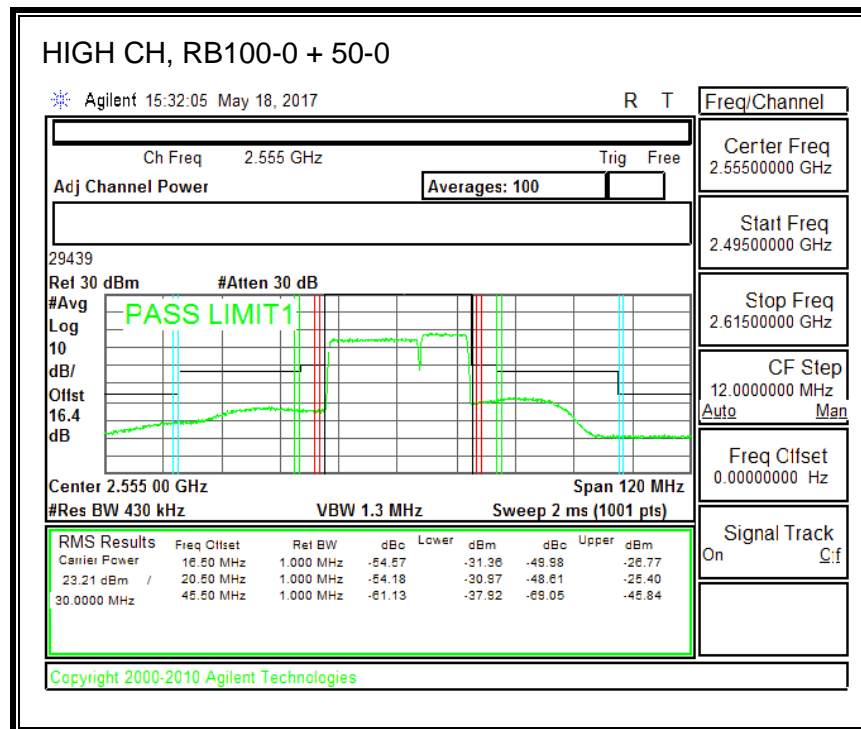 HIGH CH, RB100-0 + 50-0
Agilent 15:32:05 May 18, 2017 R T
Freq/Channel
Ch Freq 2.555 GHz Trig Free
Adj Channel Power Averages: 100
29439
Ref 30 dBm #Atten 30 dB
#Avg
Log
10
dB/
Offst
16.4
dB
PASS LIMIT1
Center 2.555 00 GHz Span 120 MHz
#Res BW 430 kHz VBW 1.3 MHz Sweep 2 ms (1001 pts)
RMS Results Freq Offset Ref BW dBc Lower dBm dBc Upper dBm
Carrier Power 16.50 MHz 1.000 MHz -54.57 -31.36 -49.98 -26.77
23.21 dBm / 20.50 MHz 1.000 MHz -54.18 -30.97 -48.61 -25.40
30.0000 MHz 45.50 MHz 1.000 MHz -61.13 -37.92 -69.05 -45.84
Center Freq
2.55500000 GHz
Start Freq
2.49500000 GHz
Stop Freq
2.61500000 GHz
CF Step
12.0000000 MHz
Auto Man
Freq Offset
0.00000000 Hz
Signal Track
On Off
Copyright 2000-2010 Agilent Technologies